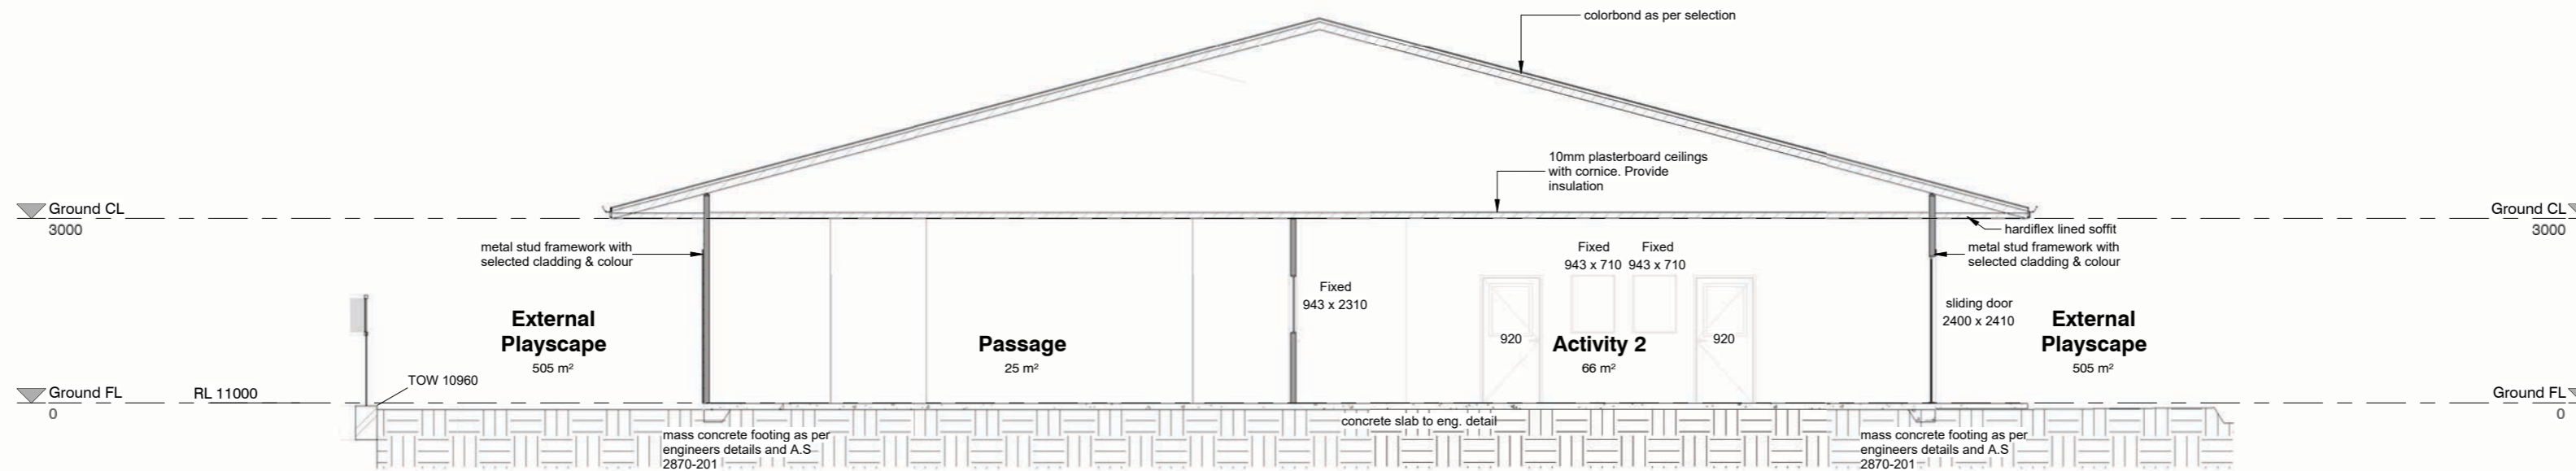 colorbond as per selection
10mm plasterboard ceilings
with cornice. Provide
insulation
Ground CL
3000
Ground CL
3000
hardiflex lined soffit
metal stud framework with
selected cladding & colour
metal stud framework with
selected cladding & colour
Fixed
943 x 710
Fixed
943 x 710
Fixed
943 x 2310
sliding door
2400 x 2410
External
Playscape
505 m²
Passage
25 m²
920
Activity 2
66 m²
920
External
Playscape
505 m²
TOW 10960
Ground FL
0
RL 11000
Ground FL
0
concrete slab to eng. detail
mass concrete footing as per
engineers details and A.S
2870-201
mass concrete footing as per
engineers details and A.S
2870-201